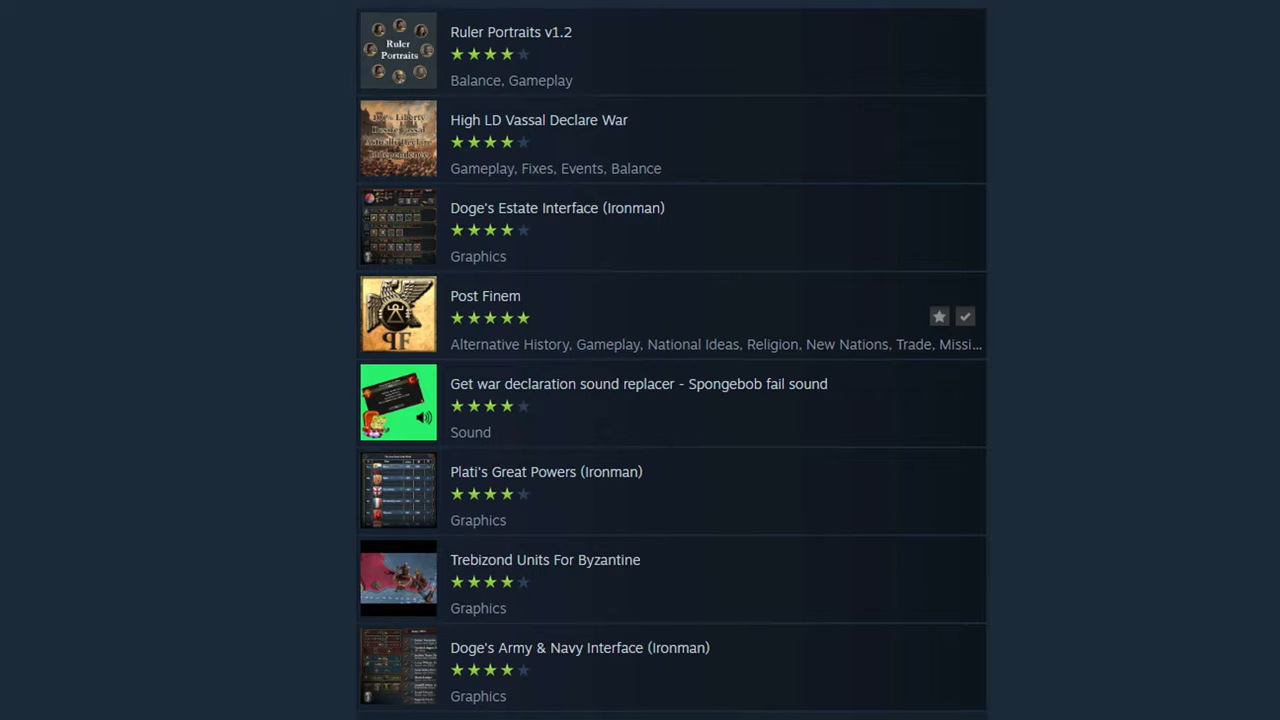 Ruler
Portraits
Ruler Portraits v1.2
Balance, Gameplay
High LD Vassal Declare War
Gameplay, Fixes, Events, Balance
Doge's Estate Interface (Ironman)
Graphics
PF
Post Finem
Alternative History, Gameplay, National Ideas, Religion, New Nations, Trade, Missi...
Get war declaration sound replacer - Spongebob fail sound
Sound
Plati's Great Powers (Ironman)
Graphics
Trebizond Units For Byzantine
Graphics
Doge's Army & Navy Interface (Ironman)
Graphics